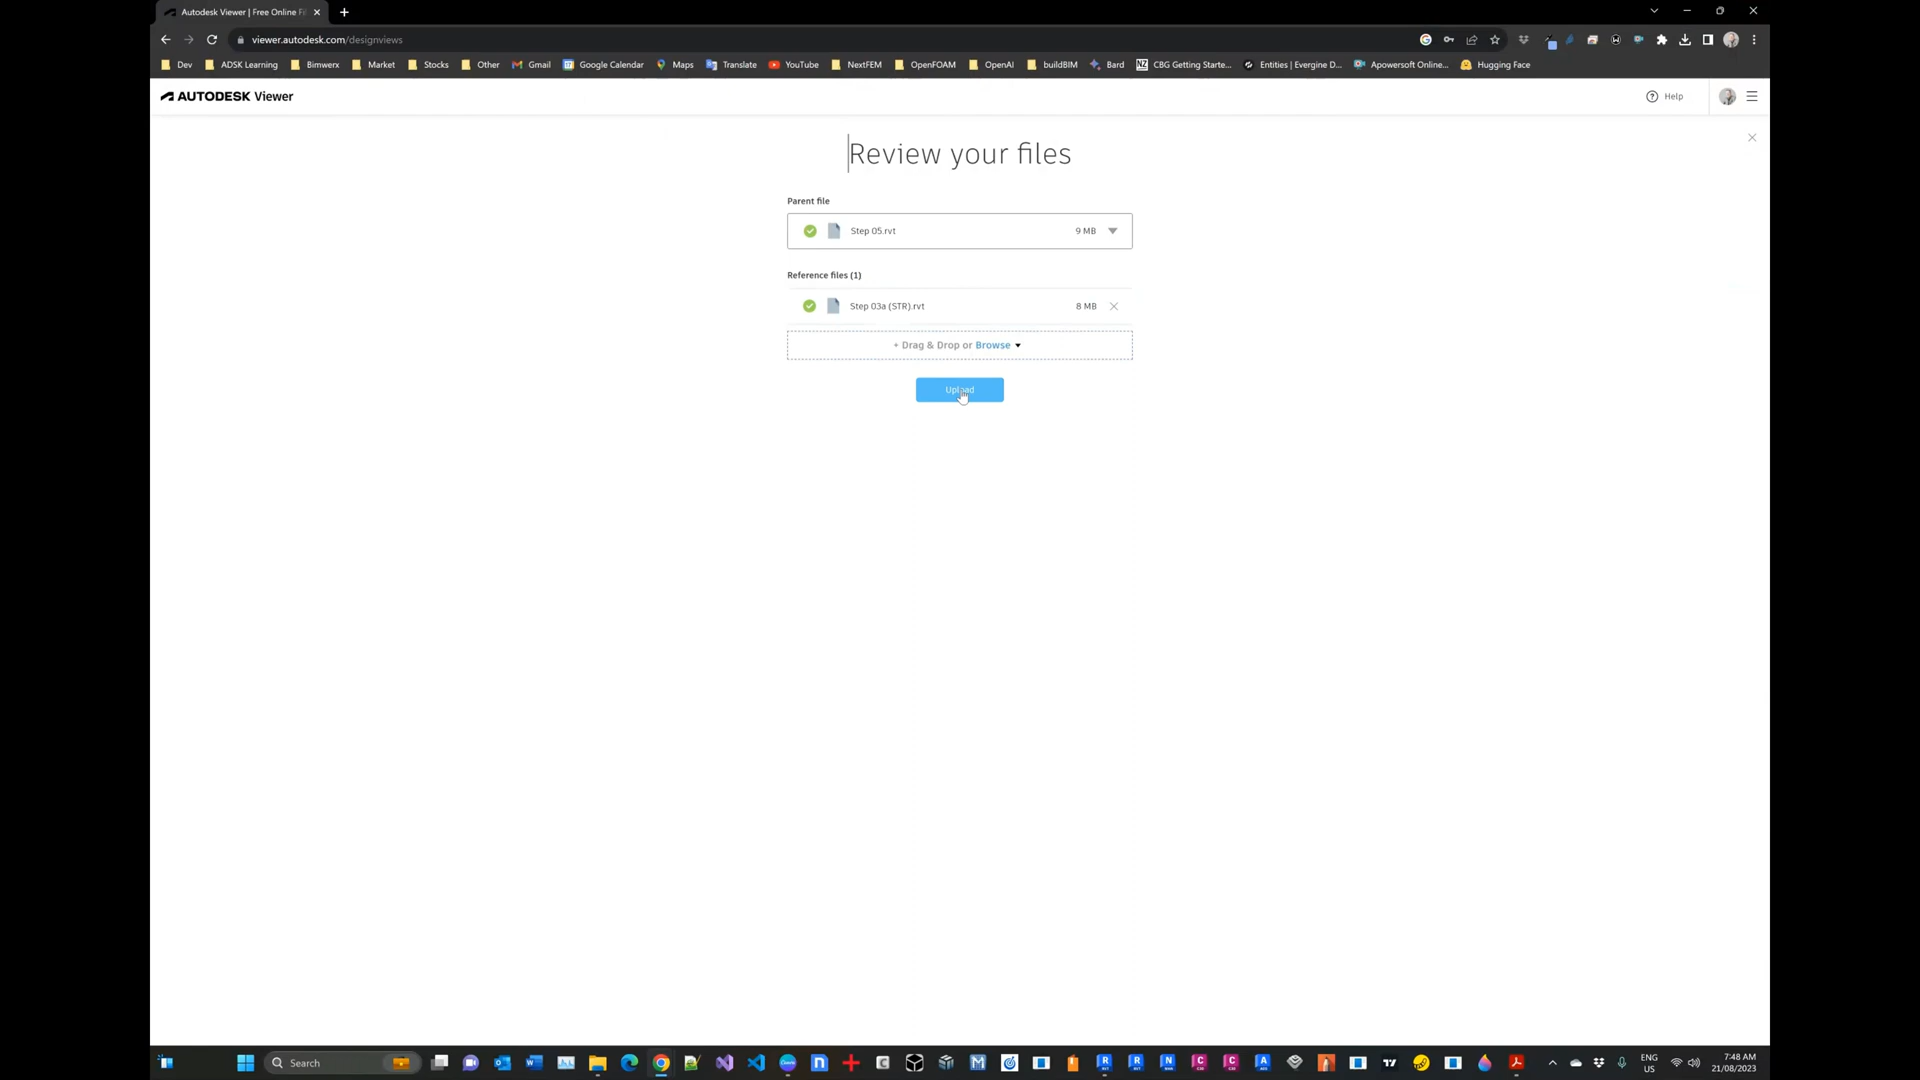 Autodesk Viewer | Free Online Fi
viewer.autodesk.com/designviews
Dev ADSK Learning Bimwerx Market Stocks Other Gmail Google Calendar Maps Translate YouTube NextFEM OpenFOAM OpenAI buildBIM Bard CBG Getting Starte... Entities | Evergine D... Apowersoft Online... Hugging Face
AUTODESK Viewer
Help
Review your files
Parent file
Step 05.rvt 9 MB
Reference files (1)
Step 03a (STR).rvt 8 MB
+ Drag & Drop or Browse
Upload
Search
ENG
US
7:48 AM
21/08/2023